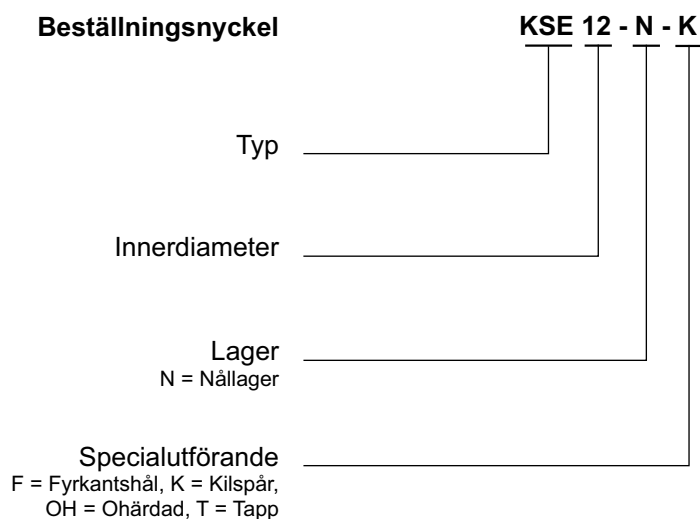 Beställningsnyckel KSE 12 - N - K
Typ
Innerdiameter
Lager
N = Nållager
Specialutförande
F = Fyrkantshål, K = Kilspår,
OH = Ohärdad, T = Tapp